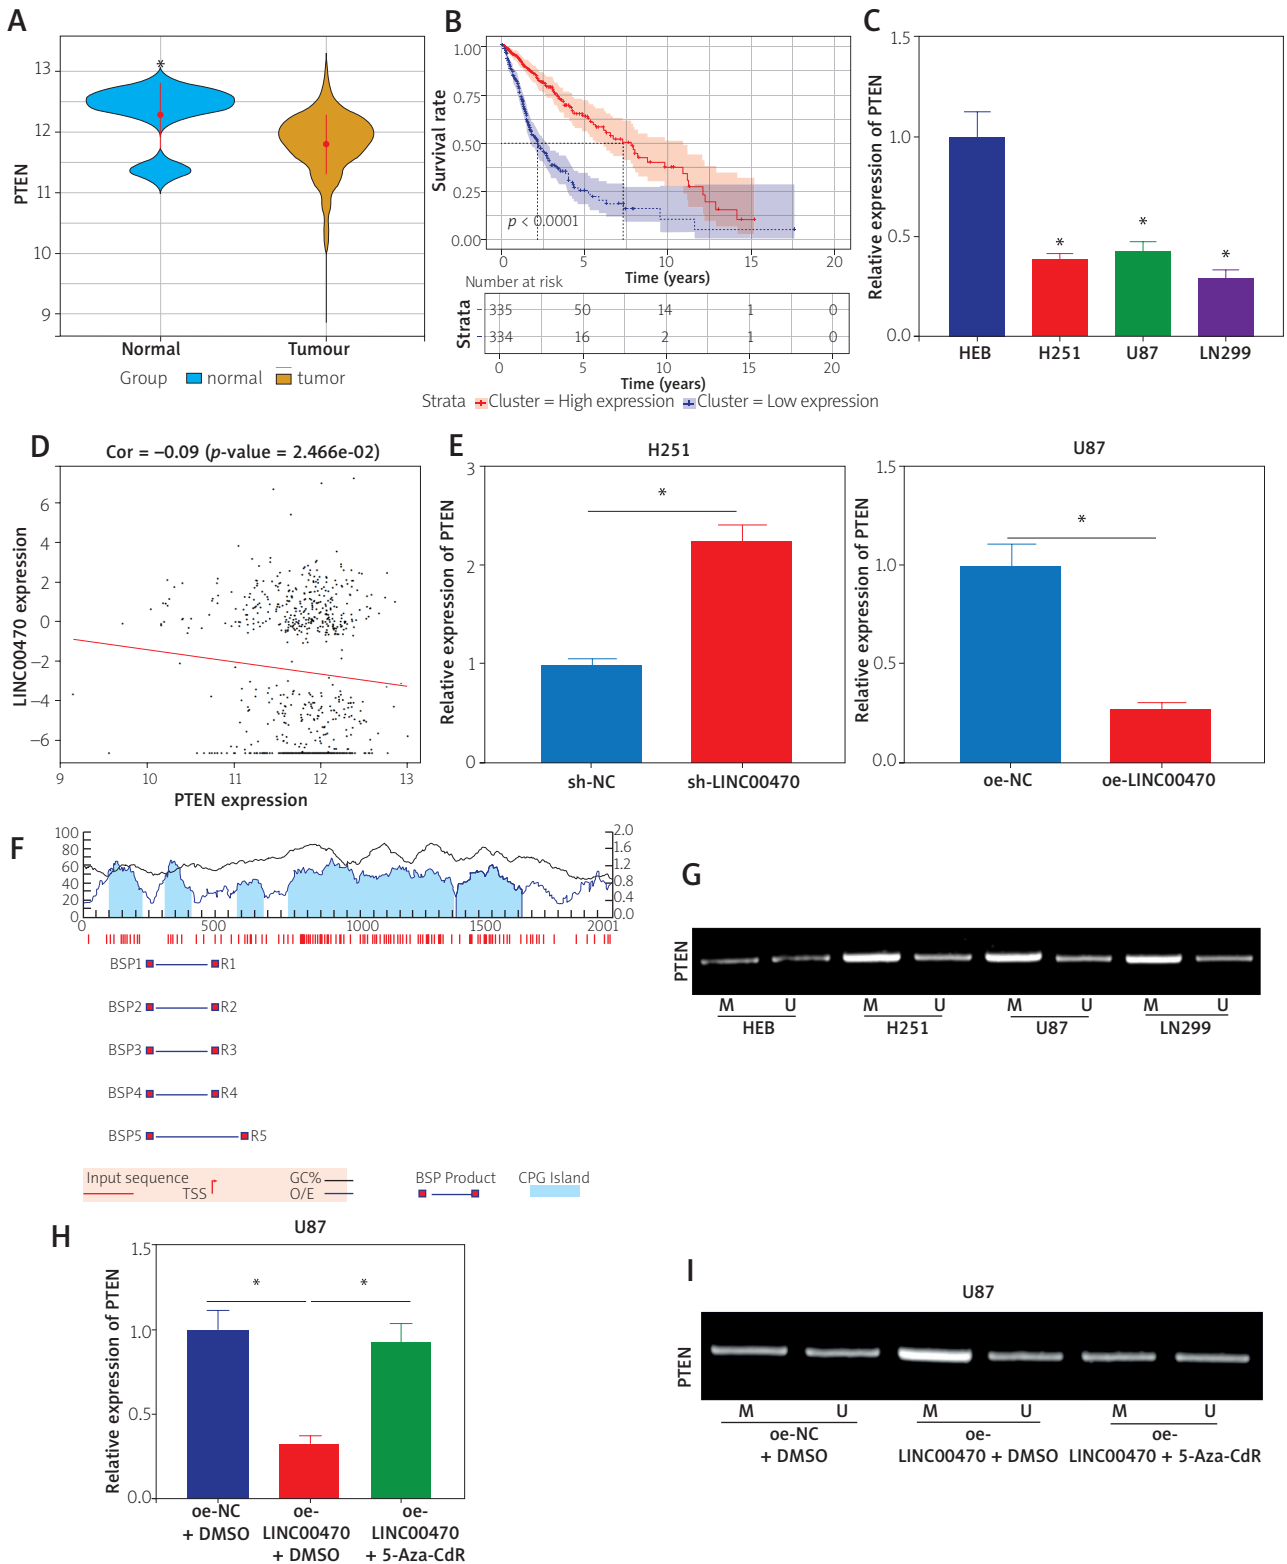 A
PTEN
13
12
11
10
9
*
Normal
Tumour
Group
normal
tumor
B
Survival rate
1.00
0.75
0.50
0.25
0.00
p < 0.0001
0
5
10
15
20
Time (years)
Number at risk
Strata
335 50 14 1 0
334 16 2 1 0
0 5 10 15 20
Time (years)
Strata Cluster = High expression Cluster = Low expression
C
Relative expression of PTEN
1.5
1.0
0.5
0.0
*
*
*
HEB H251 U87 LN299
D
Cor = –0.09 (p-value = 2.466e-02)
LINC00470 expression
6
4
2
0
–2
–4
–6
9 10 11 12 13
PTEN expression
E
H251
Relative expression of PTEN
3
2
1
0
*
sh-NC sh-LINC00470
U87
Relative expression of PTEN
1.5
1.0
0.5
0.0
*
oe-NC oe-LINC00470
F
100
80
60
40
20
0
2.0
1.6
1.2
0.8
0.4
0.0
0 500 1000 1500 2001
BSP1 R1
BSP2 R2
BSP3 R3
BSP4 R4
BSP5 R5
Input sequence
TSS
GC%
O/E
BSP Product
CPG Island
G
PTEN
M U M U M U M U
HEB H251 U87 LN299
H
U87
Relative expression of PTEN
1.5
1.0
0.5
0.0
* *
oe-NC
+ DMSO
oe-
LINC00470
+ DMSO
oe-
LINC00470
+ 5-Aza-CdR
I
U87
PTEN
M U M U M U
oe-NC
+ DMSO
oe-
LINC00470 + DMSO
oe-
LINC00470 + 5-Aza-CdR